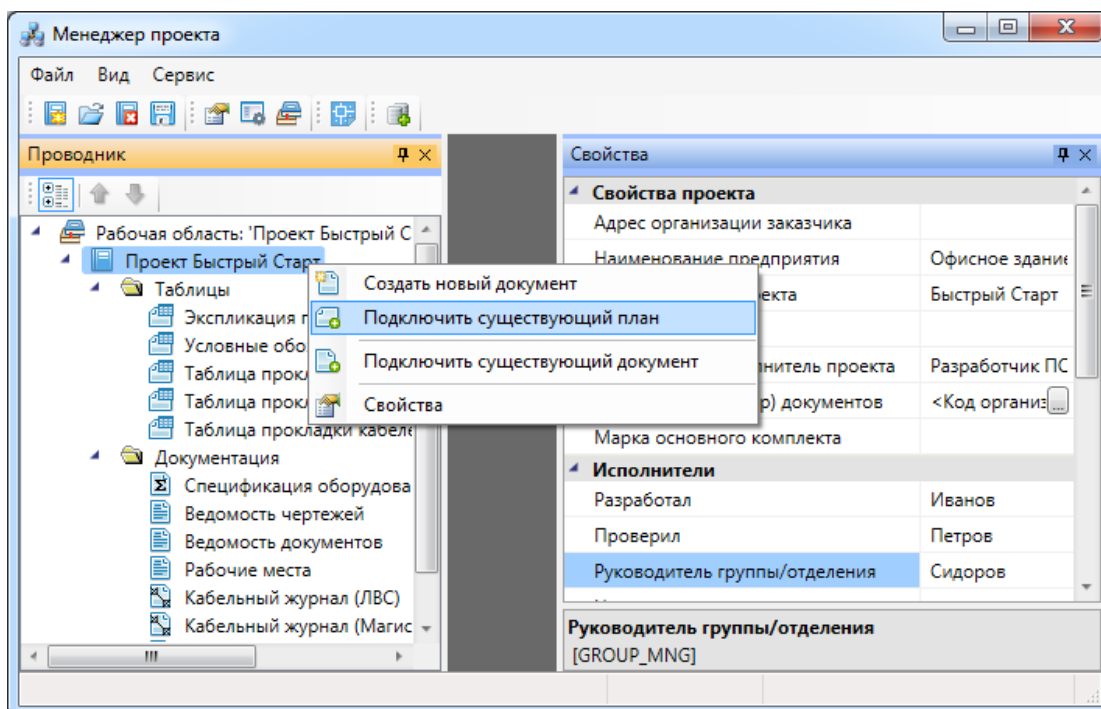 Менеджер проекта
Файл Вид Сервис
Проводник
Рабочая область: 'Проект Быстрый С
Проект Быстрый Старт
Таблицы
Экспликация
Условные обо
Таблица прок
Таблица прок
Таблица прокладки кабеле
Документация
Спецификация оборудова
Ведомость чертежей
Ведомость документов
Рабочие места
Кабельный журнал (ЛВС)
Кабельный журнал (Магис
Создать новый документ
Подключить существующий план
Подключить существующий документ
Свойства
Свойства
Свойства проекта
Адрес организации заказчика
Наименование предприятия Офисное здание
екта Быстрый Старт
нитель проекта Разработчик ПС
р) документов <Код организ ...
Марка основного комплекта
Исполнители
Разработал Иванов
Проверил Петров
Руководитель группы/отделения Сидоров
Руководитель группы/отделения
[GROUP_MNG]